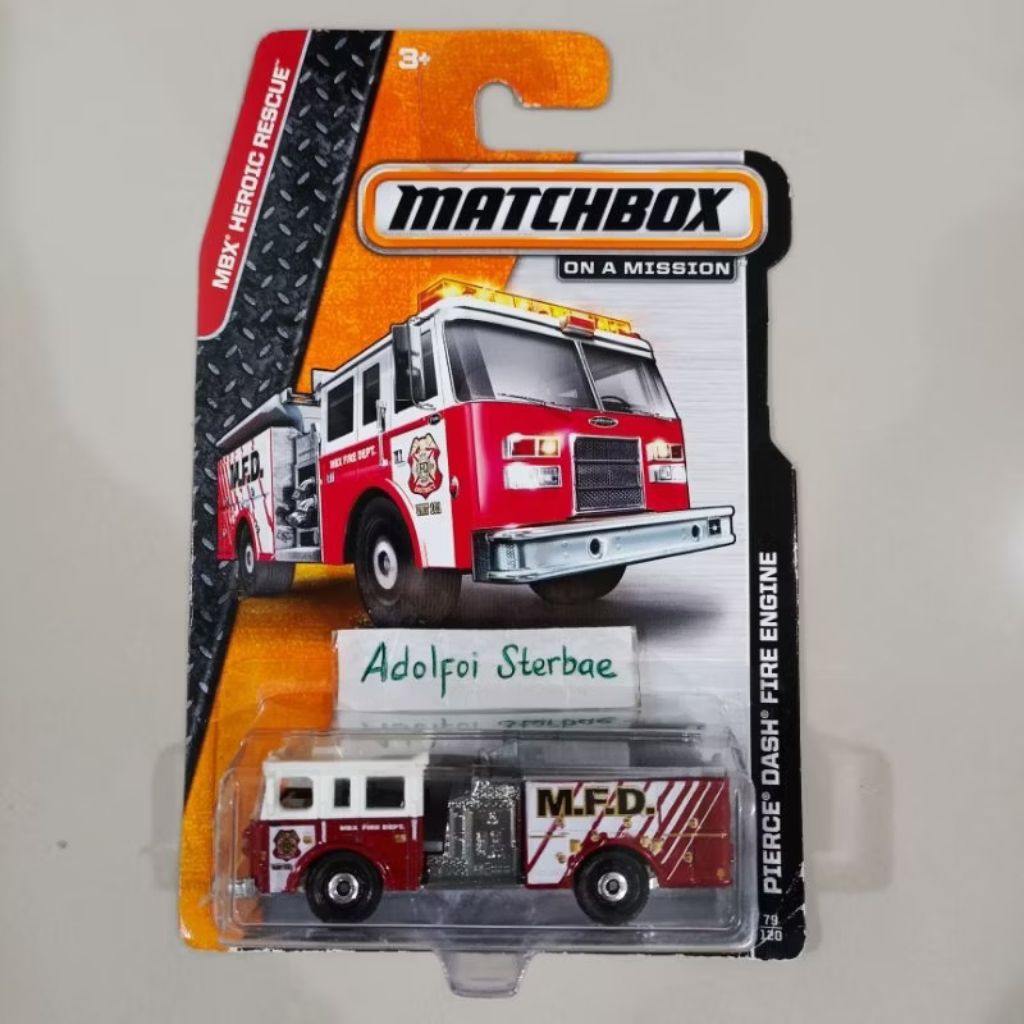 3+
MBX® HEROIC RESCUE™
MATCHBOX
ON A MISSION
M.F.D.
MBX FIRE DEPT.
Adolfoi Sterbae
M.F.D.
MBX FIRE DEPT.
PIERCE® DASH® FIRE ENGINE
79
120